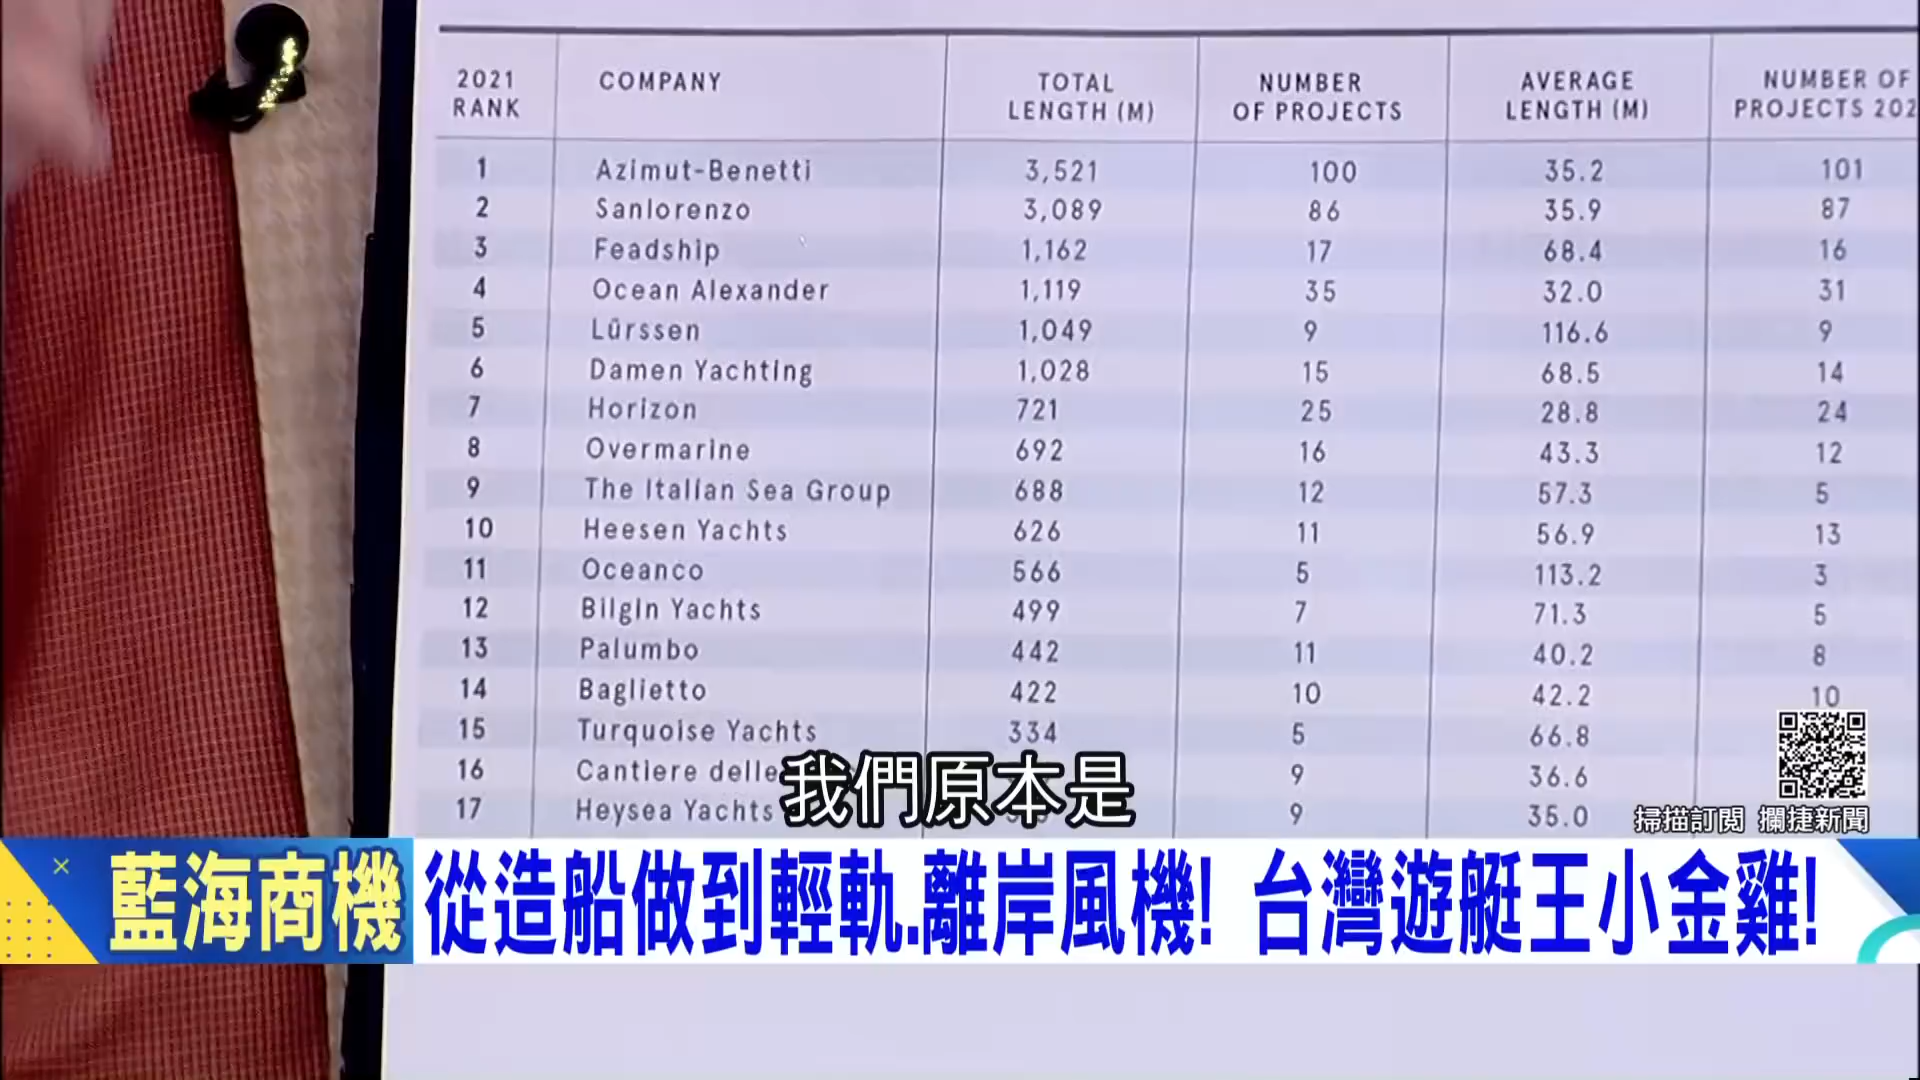 2021 RANK COMPANY TOTAL LENGTH (M) NUMBER OF PROJECTS AVERAGE LENGTH (M) NUMBER OF PROJECTS
1 Azimut-Benetti 3,521 100 35.2 101
2 Sanlorenzo 3,089 86 35.9 87
3 Feadship 1,162 17 68.4 16
4 Ocean Alexander 1,119 35 32.0 31
5 Lürssen 1,049 9 116.6 9
6 Damen Yachting 1,028 15 68.5 14
7 Horizon 721 25 28.8 24
8 Overmarine 692 16 43.3 12
9 The Italian Sea Group 688 12 57.3 5
10 Heesen Yachts 626 11 56.9 13
11 Oceanco 566 5 113.2 3
12 Bilgin Yachts 499 7 71.3 5
13 Palumbo 442 11 40.2 8
14 Baglietto 422 10 42.2 10
15 Turquoise Yachts 334 5 66.8
16 Cantiere delle 9 36.6
17 Heysea Yachts 9 35.0
我們原本是
掃描訂閱 攔捷新聞
藍海商機 從造船做到輕軌.離岸風機! 台灣遊艇王小金雞!